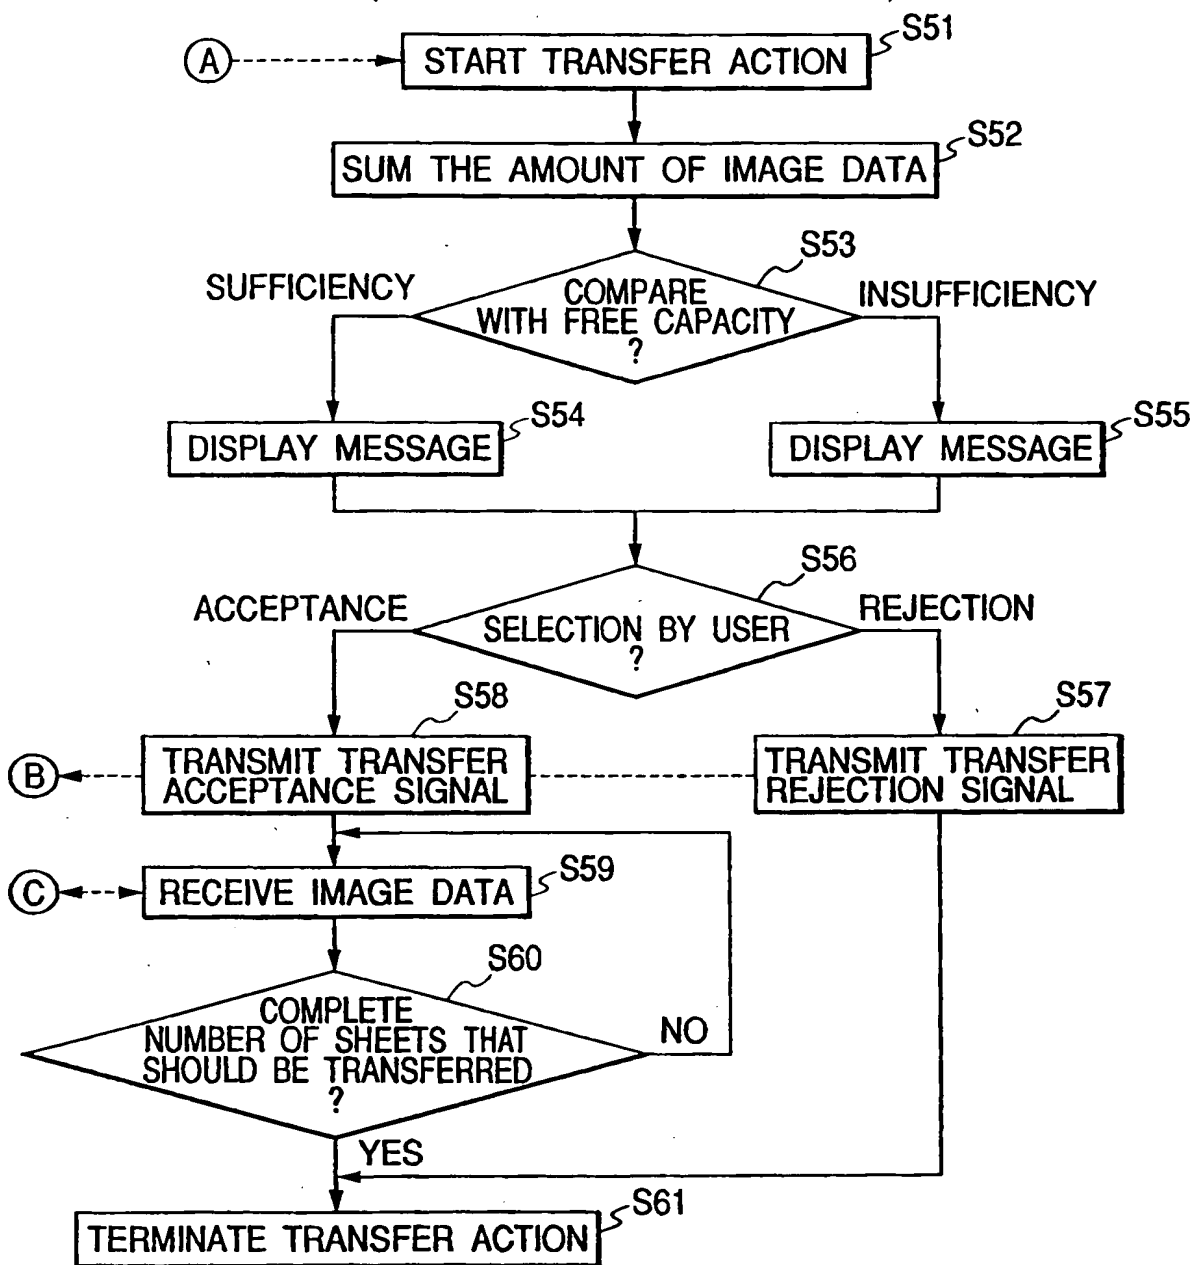 S51
A
START TRANSFER ACTION
S52
SUM THE AMOUNT OF IMAGE DATA
S53
SUFFICIENCY
COMPARE
WITH FREE CAPACITY
?
INSUFFICIENCY
S54
DISPLAY MESSAGE
S55
DISPLAY MESSAGE
S56
ACCEPTANCE
SELECTION BY USER
?
REJECTION
S58
S57
B
TRANSMIT TRANSFER
ACCEPTANCE SIGNAL
TRANSMIT TRANSFER
REJECTION SIGNAL
C
RECEIVE IMAGE DATA
S59
S60
COMPLETE
NUMBER OF SHEETS THAT
SHOULD BE TRANSFERRED
?
NO
YES
S61
TERMINATE TRANSFER ACTION